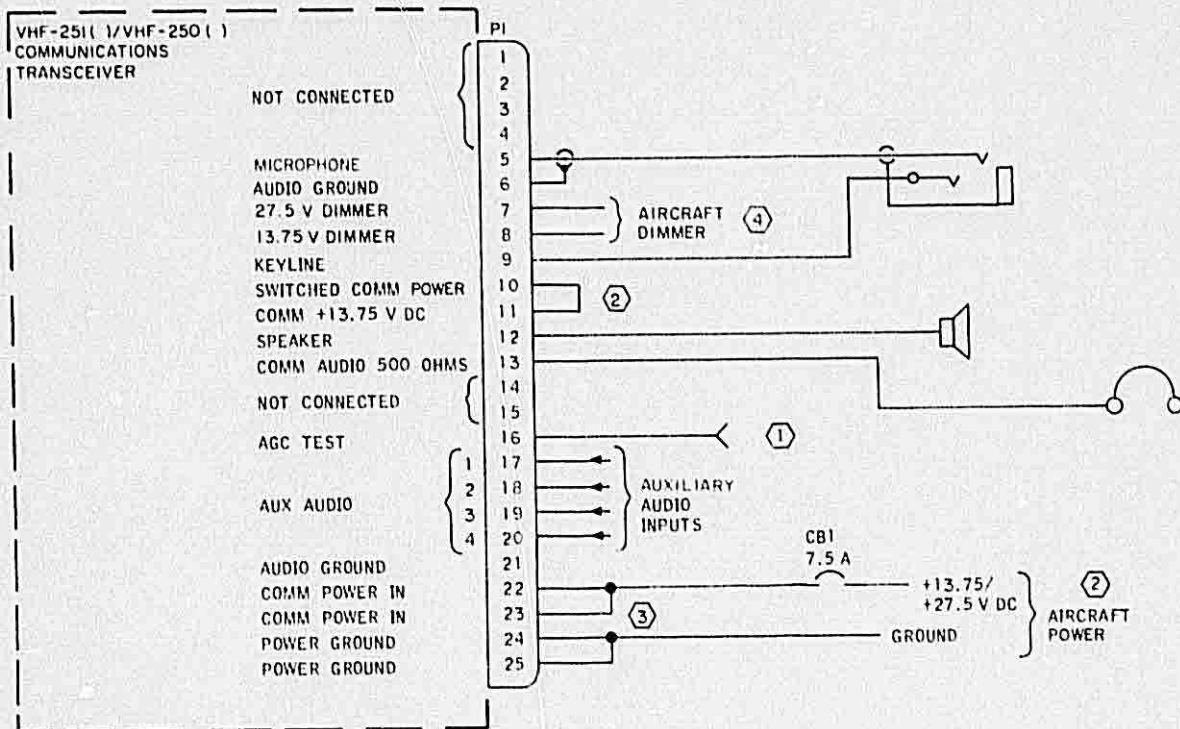 VHF-251( )/VHF-250( )
COMMUNICATIONS
TRANSCEIVER
P1
NOT CONNECTED
1
2
3
4
MICROPHONE 5
AUDIO GROUND 6
27.5 V DIMMER 7
13.75 V DIMMER 8
AIRCRAFT
DIMMER
4
KEYLINE 9
SWITCHED COMM POWER 10
COMM +13.75 V DC 11
2
SPEAKER 12
COMM AUDIO 500 OHMS 13
NOT CONNECTED
14
15
AGC TEST 16
1
AUX AUDIO
1 17
2 18
3 19
4 20
AUXILIARY
AUDIO
INPUTS
AUDIO GROUND 21
COMM POWER IN 22
COMM POWER IN 23
POWER GROUND 24
POWER GROUND 25
3
CB1
7.5 A
+13.75/
+27.5 V DC
GROUND
2
AIRCRAFT
POWER